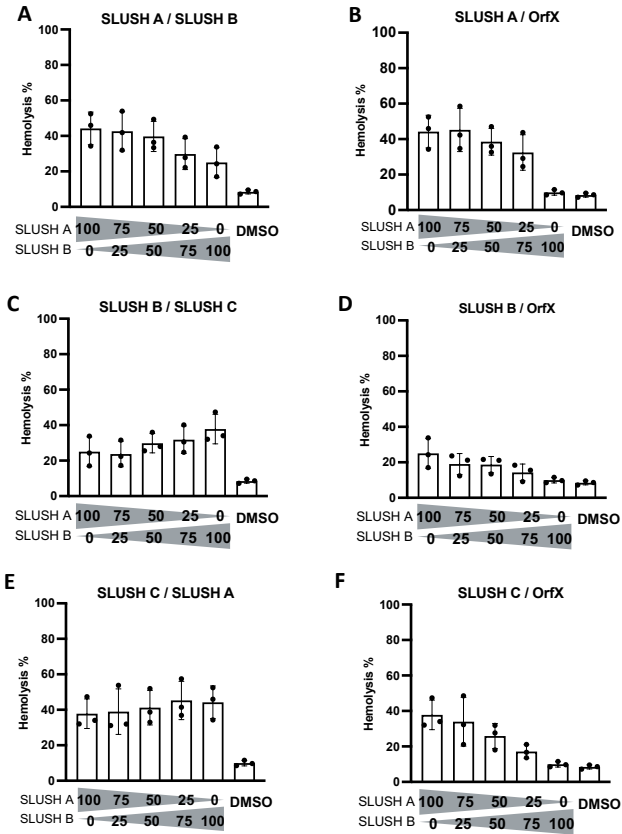 A
SLUSH A / SLUSH B
Hemolysis %
100
80
60
40
20
0
SLUSH A 100 75 50 25 0 DMSO
SLUSH B 0 25 50 75 100
B
SLUSH A / OrfX
Hemolysis %
100
80
60
40
20
0
SLUSH A 100 75 50 25 0 DMSO
SLUSH B 0 25 50 75 100
C
SLUSH B / SLUSH C
Hemolysis %
100
80
60
40
20
0
SLUSH A 100 75 50 25 0 DMSO
SLUSH B 0 25 50 75 100
D
SLUSH B / OrfX
Hemolysis %
100
80
60
40
20
0
SLUSH A 100 75 50 25 0 DMSO
SLUSH B 0 25 50 75 100
E
SLUSH C / SLUSH A
Hemolysis %
100
80
60
40
20
0
SLUSH A 100 75 50 25 0 DMSO
SLUSH B 0 25 50 75 100
F
SLUSH C / OrfX
Hemolysis %
100
80
60
40
20
0
SLUSH A 100 75 50 25 0 DMSO
SLUSH B 0 25 50 75 100